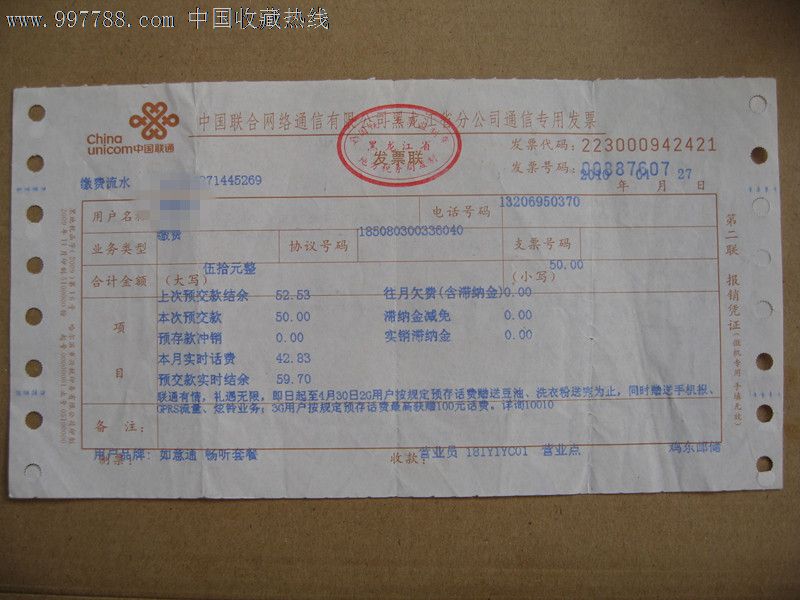 www.997788.com 中国收藏热线
China
unicom中国联通
中国联合网络通信有限公司黑龙江省分公司通信专用发票
黑龙江省
发票联
发票代码: 223000942421
发票号码: 00887607
2010 年 04 月 27 日
缴费流水 271445269
用户名称 电话号码 13206950370
业务类型 缴费 协议号码 185080300336040 支票号码
合计金额 (大写) 伍拾元整 (小写) 50.00
项目
上次预交款结余 52.53 往月欠费(含滞纳金)0.00
本次预交款 50.00 滞纳金减免 0.00
预存款冲销 0.00 实销滞纳金 0.00
本月实时话费 42.83
预交款实时结余 59.70
联通有情，礼遇无限，即日起至4月30日2G用户按规定预存话费赠送豆油、洗衣粉送完为止，同时赠送手机报、
GPRS流量、炫铃业务；3G用户按规定预存话费最高获赠100元话费。详询10010
备注:
用户品牌: 如意通 畅听套餐 营业员 181Y1YC01 营业点 鸡东邮储
制票: 收款:
第二联 报销凭证 (微机专用 手填无效)